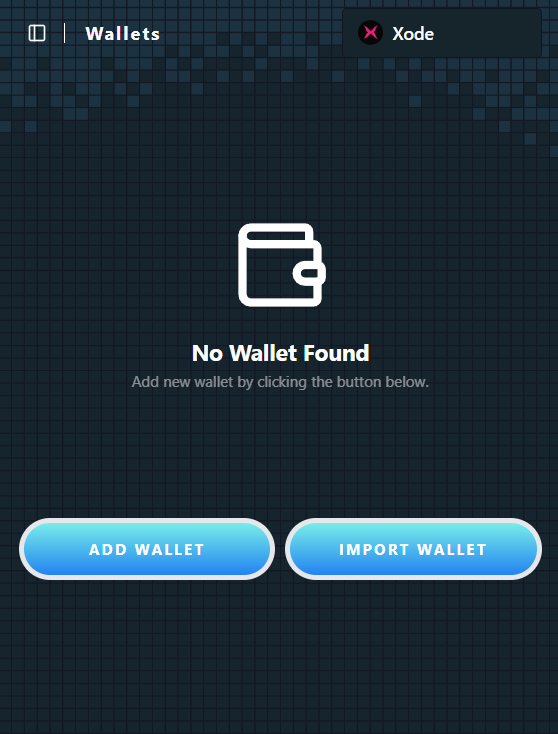 Wallets
Xode
No Wallet Found
Add new wallet by clicking the button below.
ADD WALLET
IMPORT WALLET